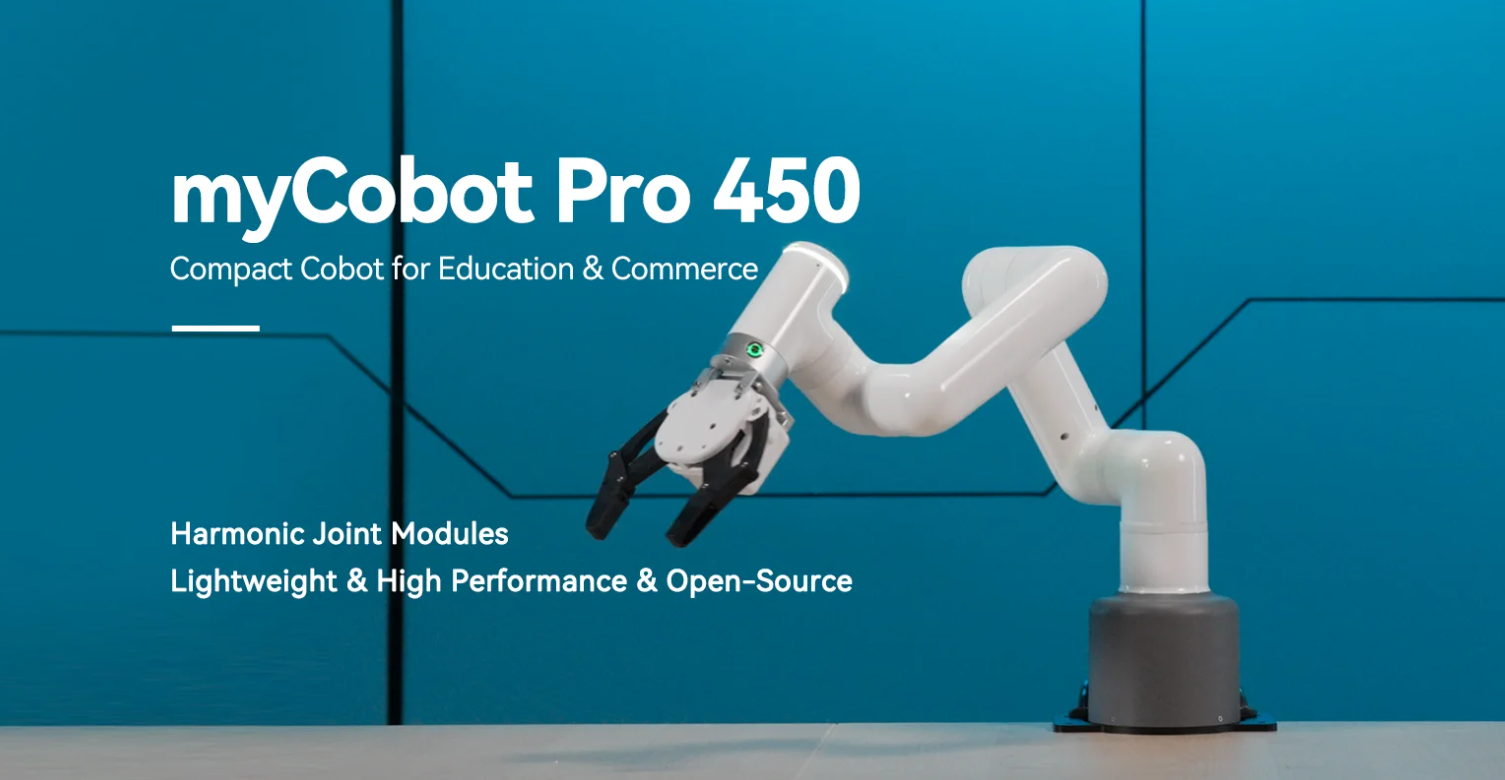 myCobot Pro 450
Compact Cobot for Education & Commerce
Harmonic Joint Modules
Lightweight & High Performance & Open-Source